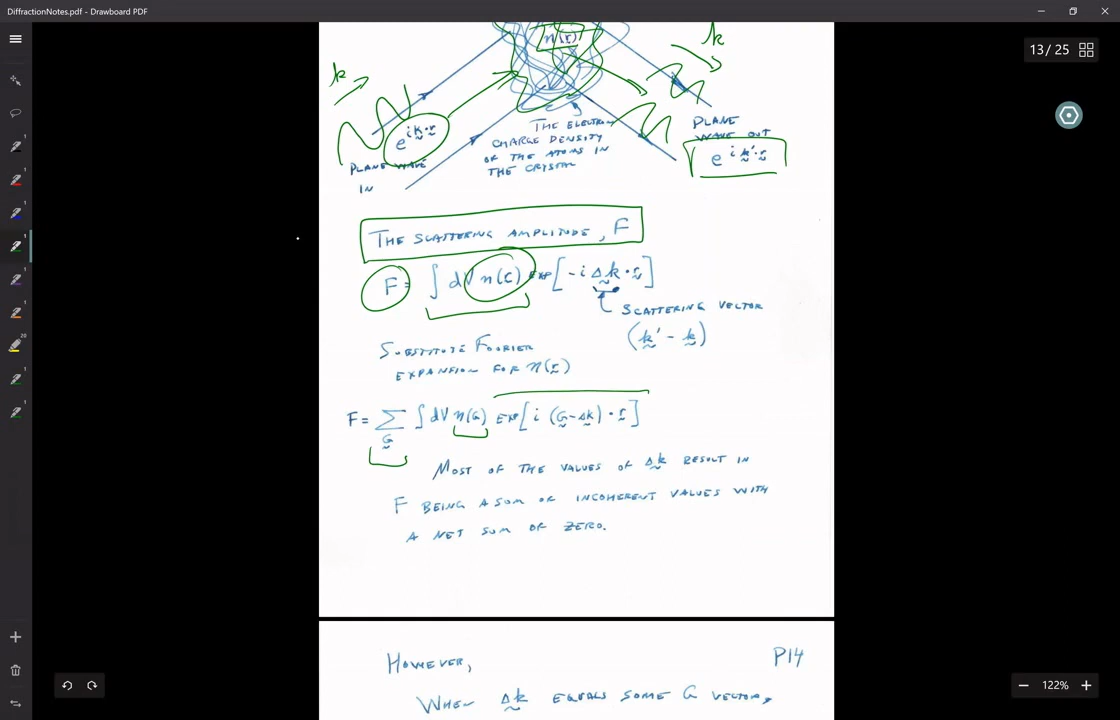 DiffractionNotes.pdf - Drawboard PDF
13/25
n(r)
k
k
e^{ik·r}
PLANE WAVE
IN
THE ELECTRON
CHARGE DENSITY
OF THE ATOMS IN
THE CRYSTAL
PLANE
WAVE OUT
e^{ik'·r}
THE SCATTERING AMPLITUDE, F
F = ∫ dV n(r) EXP[-i Δk·r]
SCATTERING VECTOR
(k' - k)
SUBSTITUTE FOURIER
EXPANSION FOR n(r)
F = Σ_G ∫ dV n(G) EXP[i (G-Δk)·r]
MOST OF THE VALUES OF Δk RESULT IN
F BEING A SUM OF INCOHERENT VALUES WITH
A NET SUM OF ZERO.
HOWEVER,
P14
WHEN Δk EQUALS SOME G VECTOR,
122%